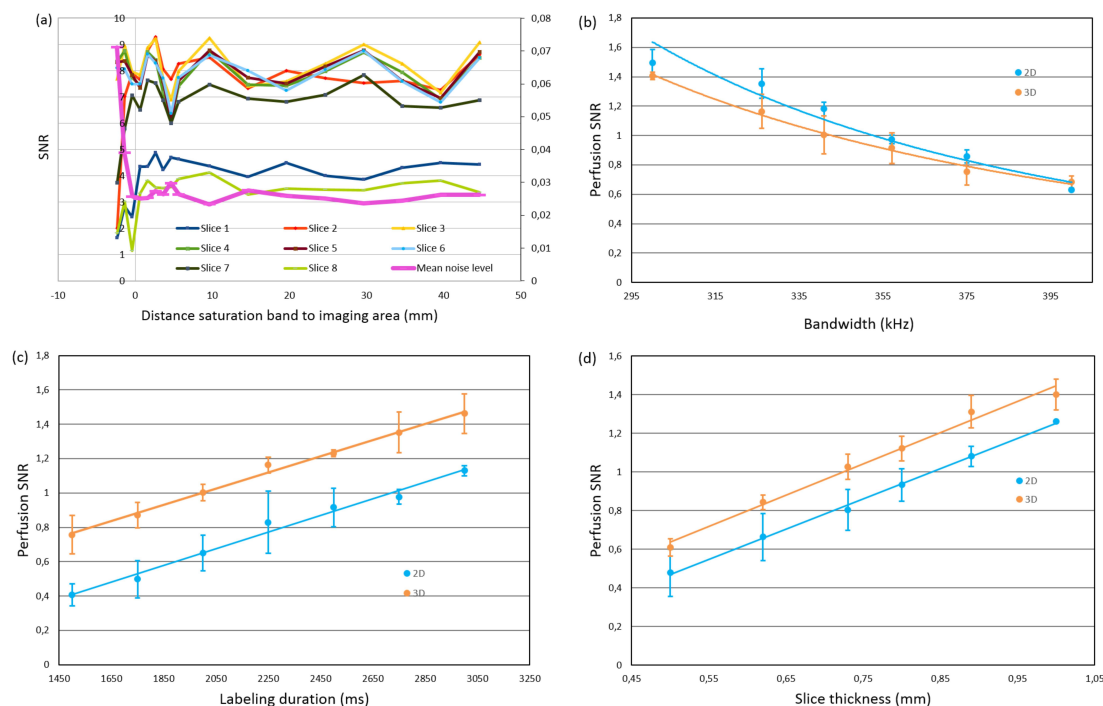 (a)
10
9
8
7
6
5
4
3
2
1
0
SNR
0,08
0,07
0,06
0,05
0,04
0,03
0,02
0,01
0
Slice 1
Slice 2
Slice 3
Slice 4
Slice 5
Slice 6
Slice 7
Slice 8
Mean noise level
-10
0
10
20
30
40
50
Distance saturation band to imaging area (mm)
(b)
1,8
1,6
1,4
1,2
1
0,8
0,6
0,4
0,2
0
Perfusion SNR
2D
3D
295
315
335
355
375
395
Bandwidth (kHz)
(c)
1,8
1,6
1,4
1,2
1
0,8
0,6
0,4
0,2
0
Perfusion SNR
2D
3D
1450
1650
1850
2050
2250
2450
2650
2850
3050
3250
Labeling duration (ms)
(d)
1,6
1,4
1,2
1
0,8
0,6
0,4
0,2
0
Perfusion SNR
2D
3D
0,45
0,55
0,65
0,75
0,85
0,95
1,05
Slice thickness (mm)